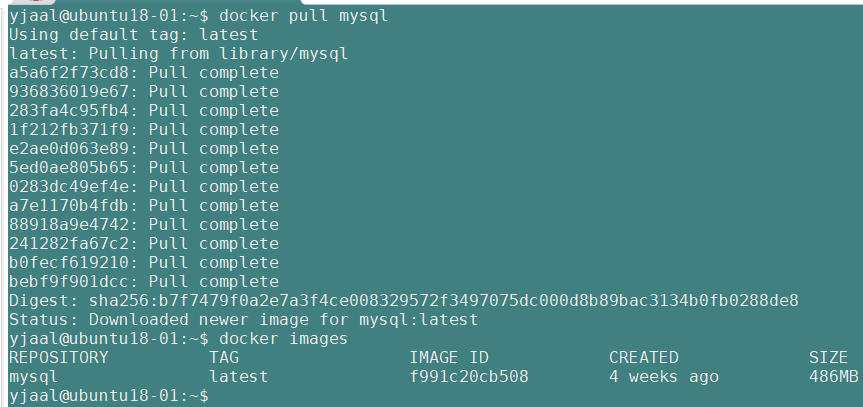 yjaal@ubuntu18-01:~$ docker pull mysql
Using default tag: latest
latest: Pulling from library/mysql
a5a6f2f73cd8: Pull complete
936836019e67: Pull complete
283fa4c95fb4: Pull complete
1f212fb371f9: Pull complete
e2ae0d063e89: Pull complete
5ed0ae805b65: Pull complete
0283dc49ef4e: Pull complete
a7e1170b4fdb: Pull complete
88918a9e4742: Pull complete
241282fa67c2: Pull complete
b0fecf619210: Pull complete
bebf9f901dcc: Pull complete
Digest: sha256:b7f7479f0a2e7a3f4ce008329572f3497075dc000d8b89bac3134b0fb0288de8
Status: Downloaded newer image for mysql:latest
yjaal@ubuntu18-01:~$ docker images
REPOSITORY TAG IMAGE ID CREATED SIZE
mysql latest f991c20cb508 4 weeks ago 486MB
yjaal@ubuntu18-01:~$